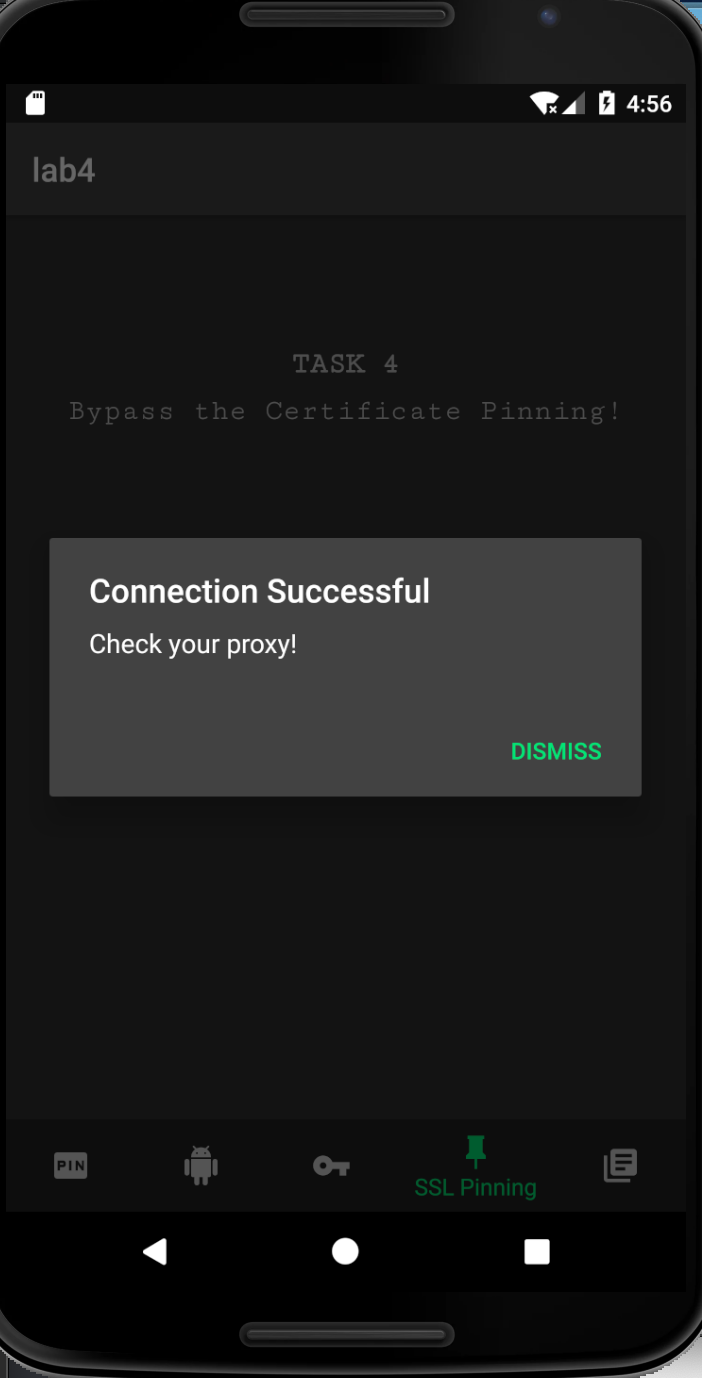 4:56
lab4
TASK 4
Bypass the Certificate Pinning!
Connection Successful
Check your proxy!
DISMISS
PIN
SSL Pinning